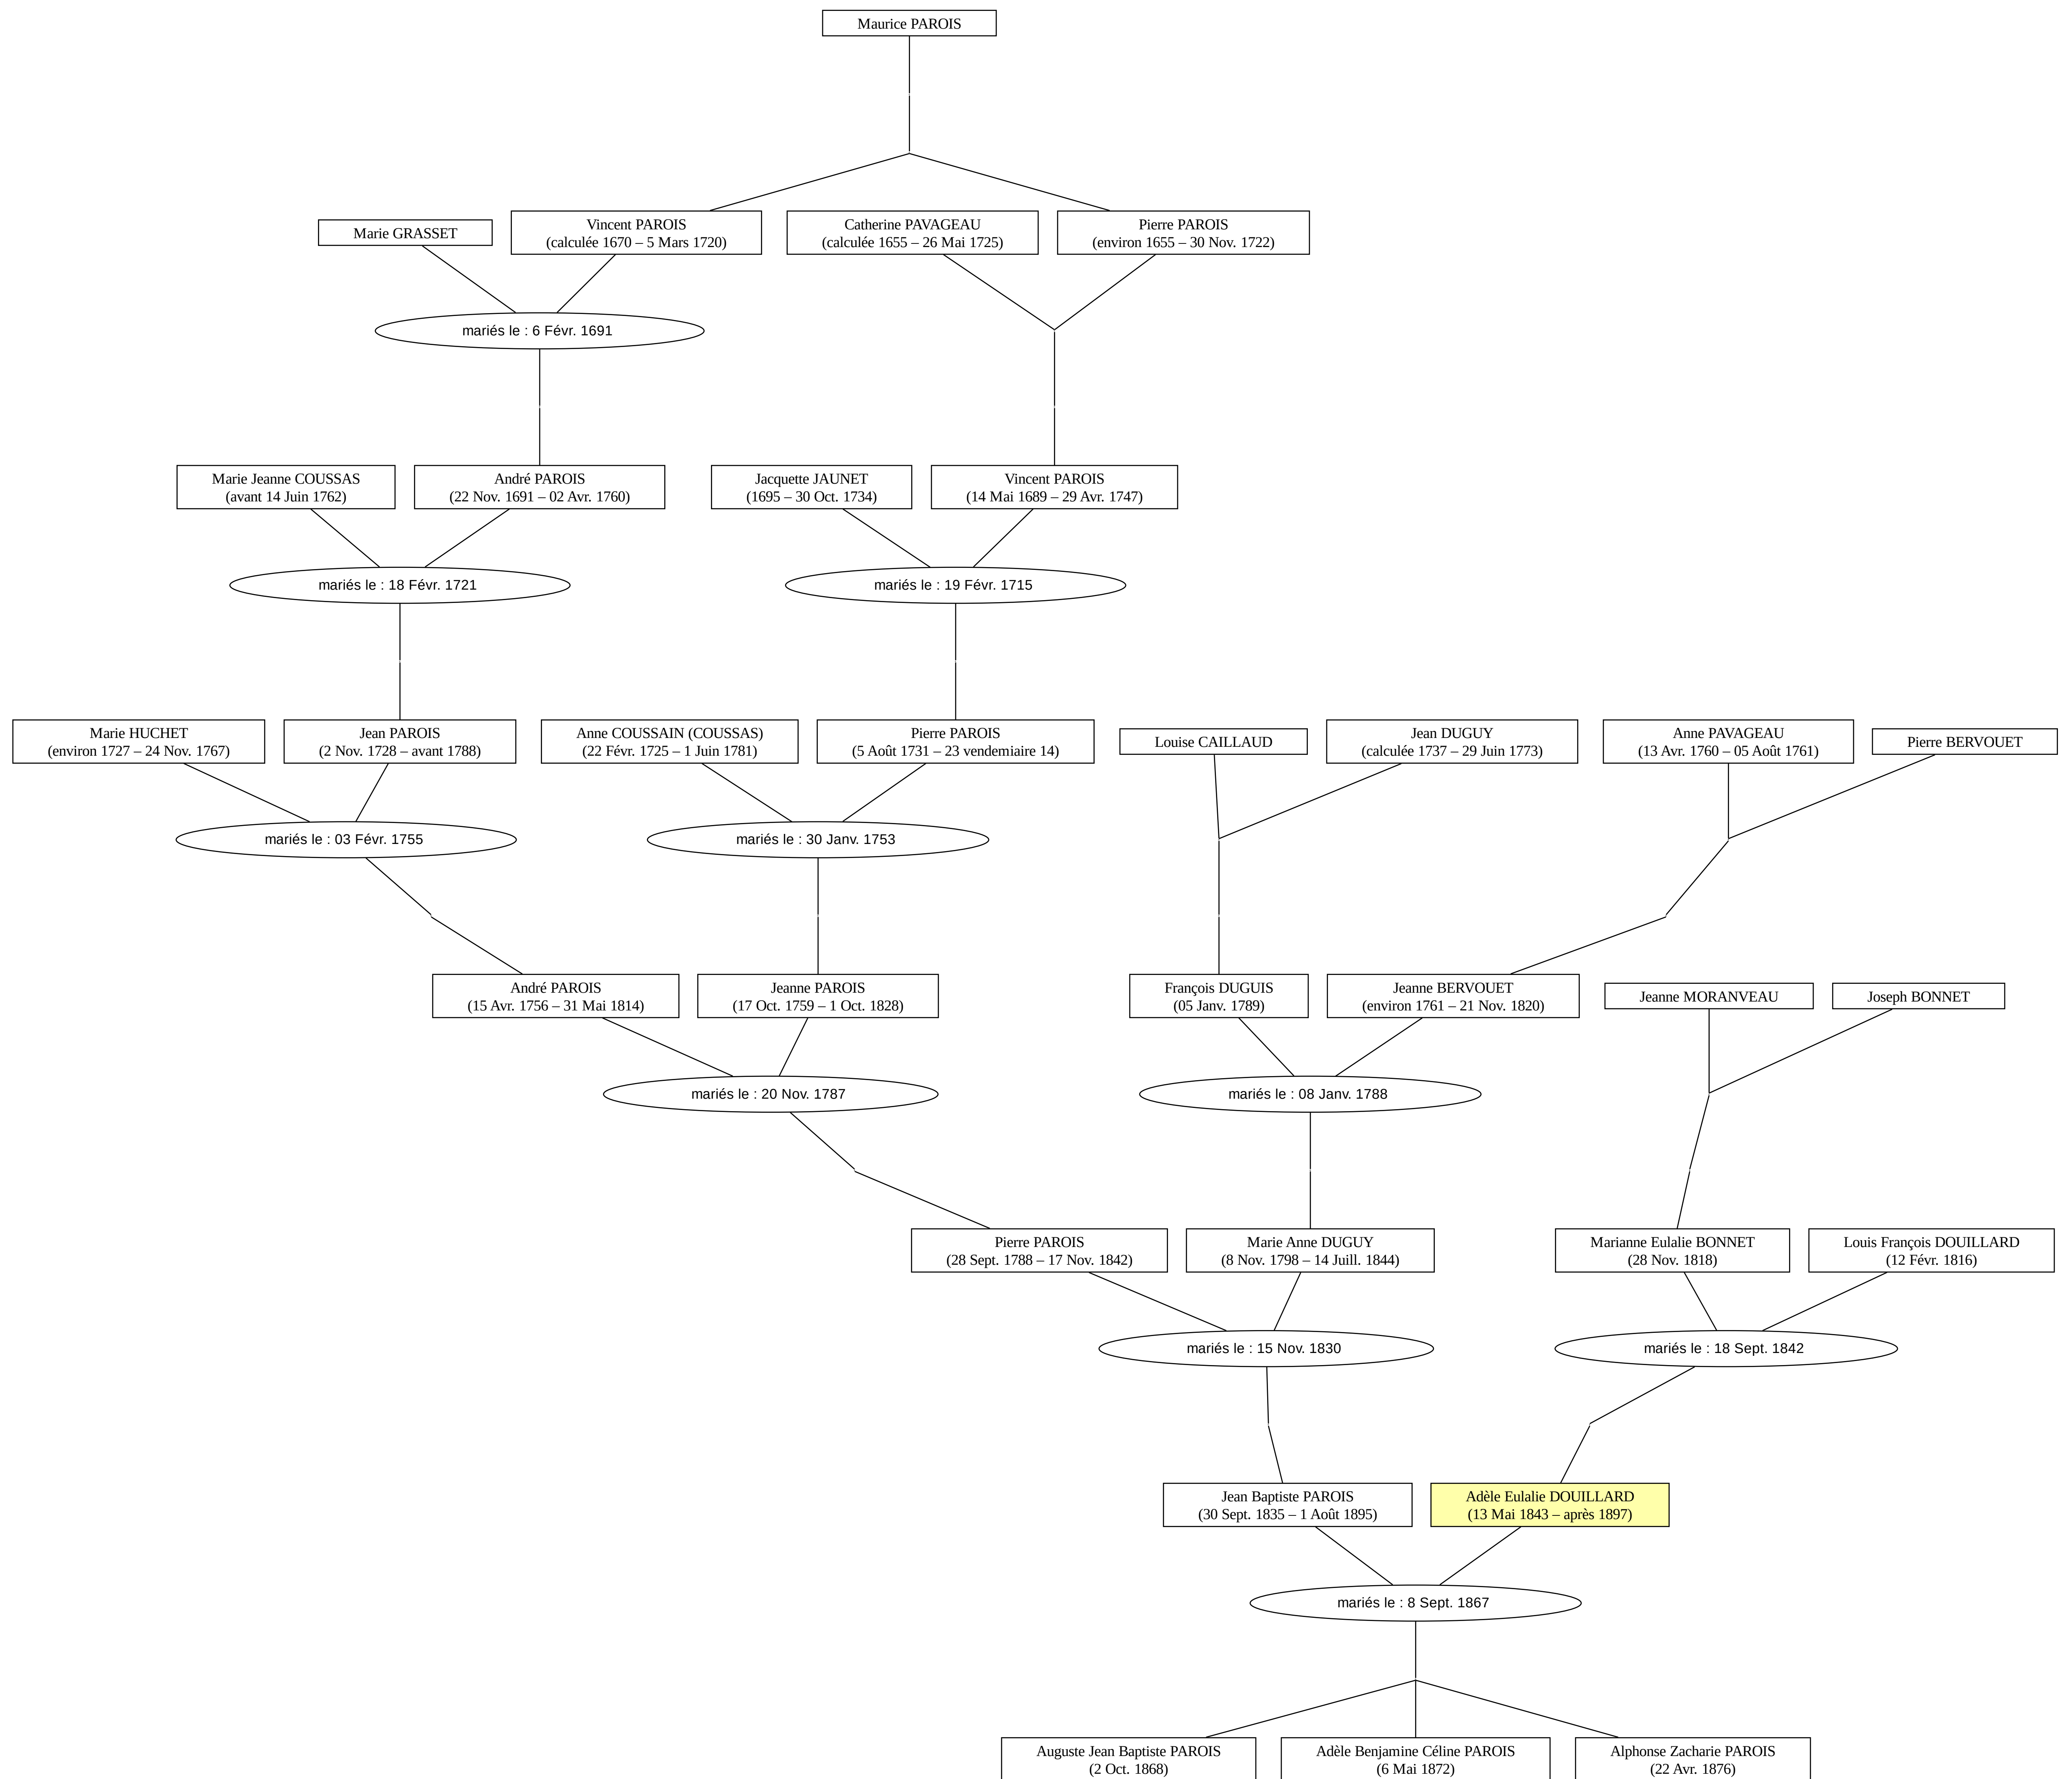 Maurice PAROIS
Marie GRASSET
Vincent PAROIS
(calculée 1670 – 5 Mars 1720)
Catherine PAVAGEAU
(calculée 1655 – 26 Mai 1725)
Pierre PAROIS
(environ 1655 – 30 Nov. 1722)
mariés le : 6 Févr. 1691
Marie Jeanne COUSSAS
(avant 14 Juin 1762)
André PAROIS
(22 Nov. 1691 – 02 Avr. 1760)
Jacquette JAUNET
(1695 – 30 Oct. 1734)
Vincent PAROIS
(14 Mai 1689 – 29 Avr. 1747)
mariés le : 18 Févr. 1721
mariés le : 19 Févr. 1715
Marie HUCHET
(environ 1727 – 24 Nov. 1767)
Jean PAROIS
(2 Nov. 1728 – avant 1788)
Anne COUSSAIN (COUSSAS)
(22 Févr. 1725 – 1 Juin 1781)
Pierre PAROIS
(5 Août 1731 – 23 vendemiaire 14)
Louise CAILLAUD
Jean DUGUY
(calculée 1737 – 29 Juin 1773)
Anne PAVAGEAU
(13 Avr. 1760 – 05 Août 1761)
Pierre BERVOUET
mariés le : 03 Févr. 1755
mariés le : 30 Janv. 1753
André PAROIS
(15 Avr. 1756 – 31 Mai 1814)
Jeanne PAROIS
(17 Oct. 1759 – 1 Oct. 1828)
François DUGUIS
(05 Janv. 1789)
Jeanne BERVOUET
(environ 1761 – 21 Nov. 1820)
Jeanne MORANVEAU
Joseph BONNET
mariés le : 20 Nov. 1787
mariés le : 08 Janv. 1788
Pierre PAROIS
(28 Sept. 1788 – 17 Nov. 1842)
Marie Anne DUGUY
(8 Nov. 1798 – 14 Juill. 1844)
Marianne Eulalie BONNET
(28 Nov. 1818)
Louis François DOUILLARD
(12 Févr. 1816)
mariés le : 15 Nov. 1830
mariés le : 18 Sept. 1842
Jean Baptiste PAROIS
(30 Sept. 1835 – 1 Août 1895)
Adèle Eulalie DOUILLARD
(13 Mai 1843 – après 1897)
mariés le : 8 Sept. 1867
Auguste Jean Baptiste PAROIS
(2 Oct. 1868)
Adèle Benjamine Céline PAROIS
(6 Mai 1872)
Alphonse Zacharie PAROIS
(22 Avr. 1876)